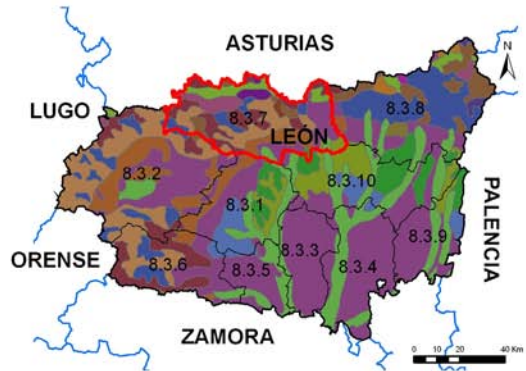 ASTURIAS
N
LUGO
8.3.8
8.3.7
LEÓN
8.3.2
8.3.10
PALENCIA
8.3.1
8.3.9
8.3.3
ORENSE
8.3.6
8.3.5
8.3.4
ZAMORA
0 10 20 40 Km